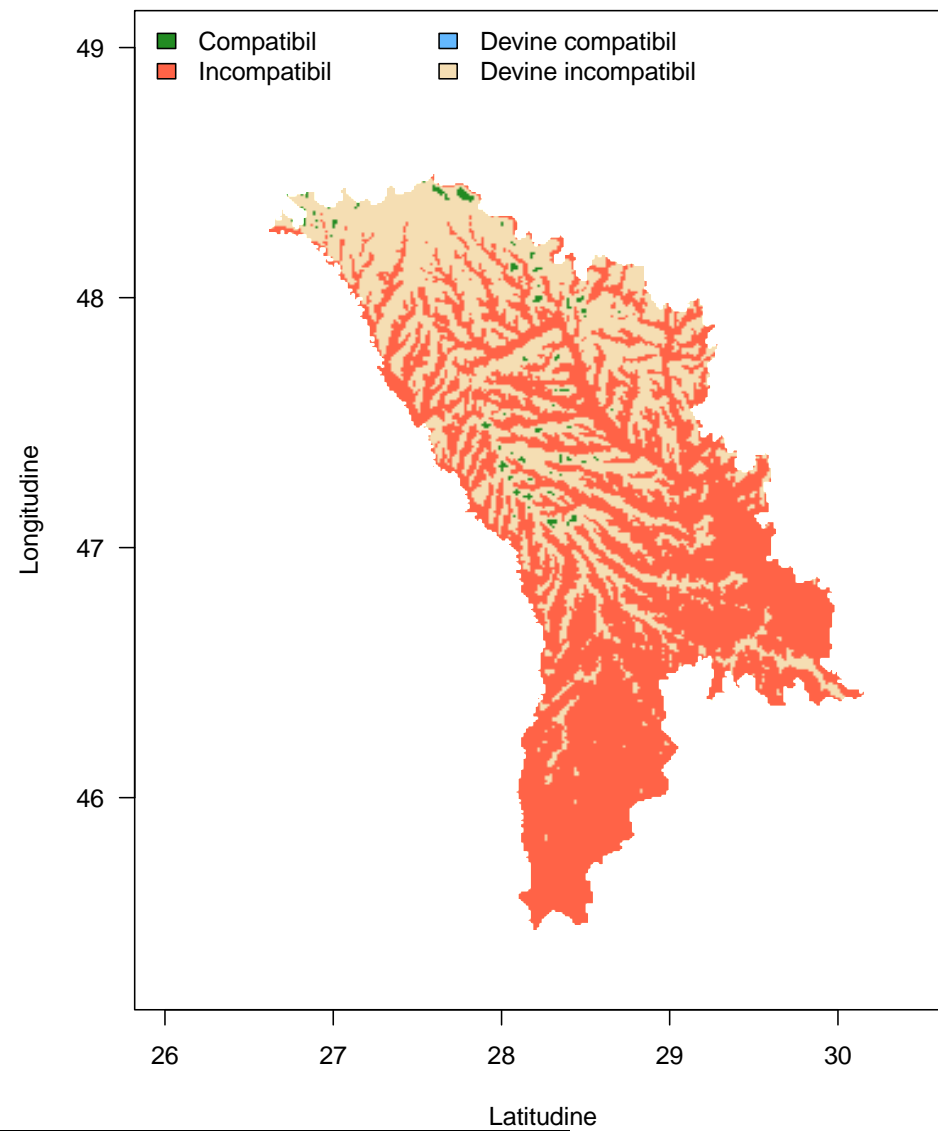 Compatibil Devine compatibil
Incompatibil Devine incompatibil
49
48
47
46
Longitudine
26 27 28 29 30
Latitudine